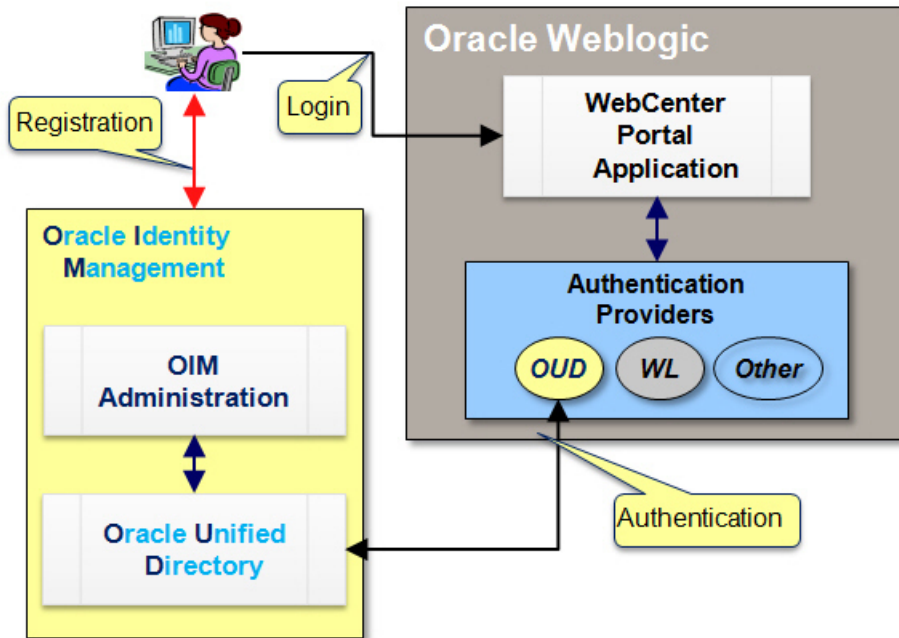 Oracle Weblogic
WebCenter
Portal
Application
Login
Registration
Oracle Identity
Management
Authentication
Providers
OUD
WL
Other
OIM
Administration
Authentication
Oracle Unified
Directory